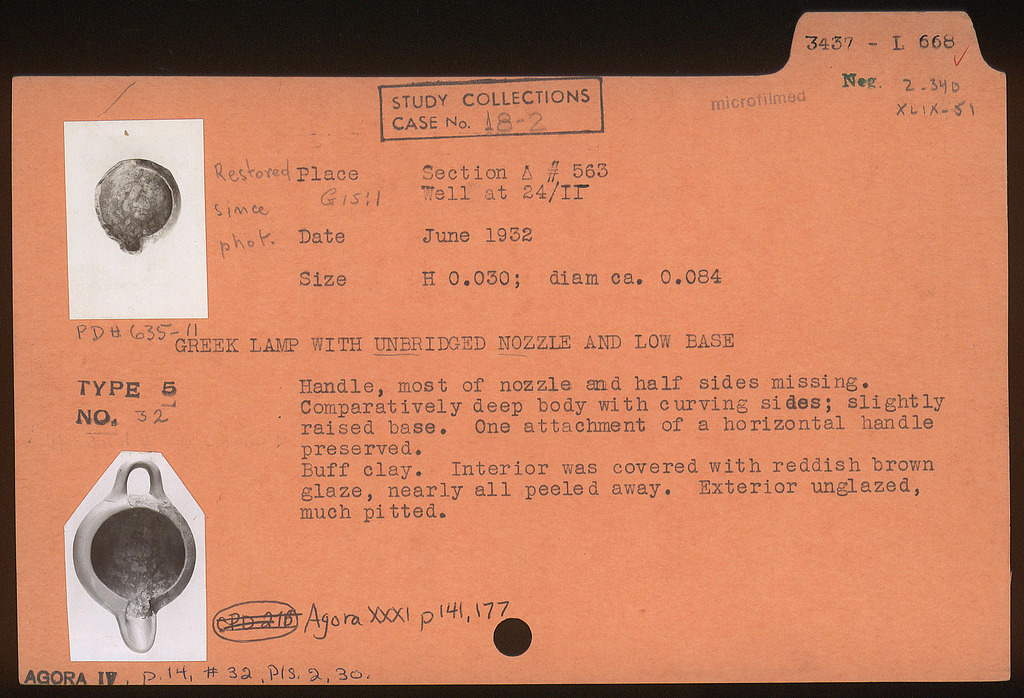 3437 - L 668
Neg. 2-340
XLIX-51
microfilmed
STUDY COLLECTIONS
CASE No. 18-2
Restored since phot.
Place Section Δ # 563
G15:1 Well at 24/ΙΓ
Date June 1932
Size H 0.030; diam ca. 0.084
PD# 635-11
GREEK LAMP WITH UNBRIDGED NOZZLE AND LOW BASE
TYPE 5
NO. 32
Handle, most of nozzle and half sides missing.
Comparatively deep body with curving sides; slightly
raised base. One attachment of a horizontal handle
preserved.
Buff clay. Interior was covered with reddish brown
glaze, nearly all peeled away. Exterior unglazed,
much pitted.
Agora XXXI p 141, 177
AGORA IV, p. 14, # 32, Pls. 2, 30.